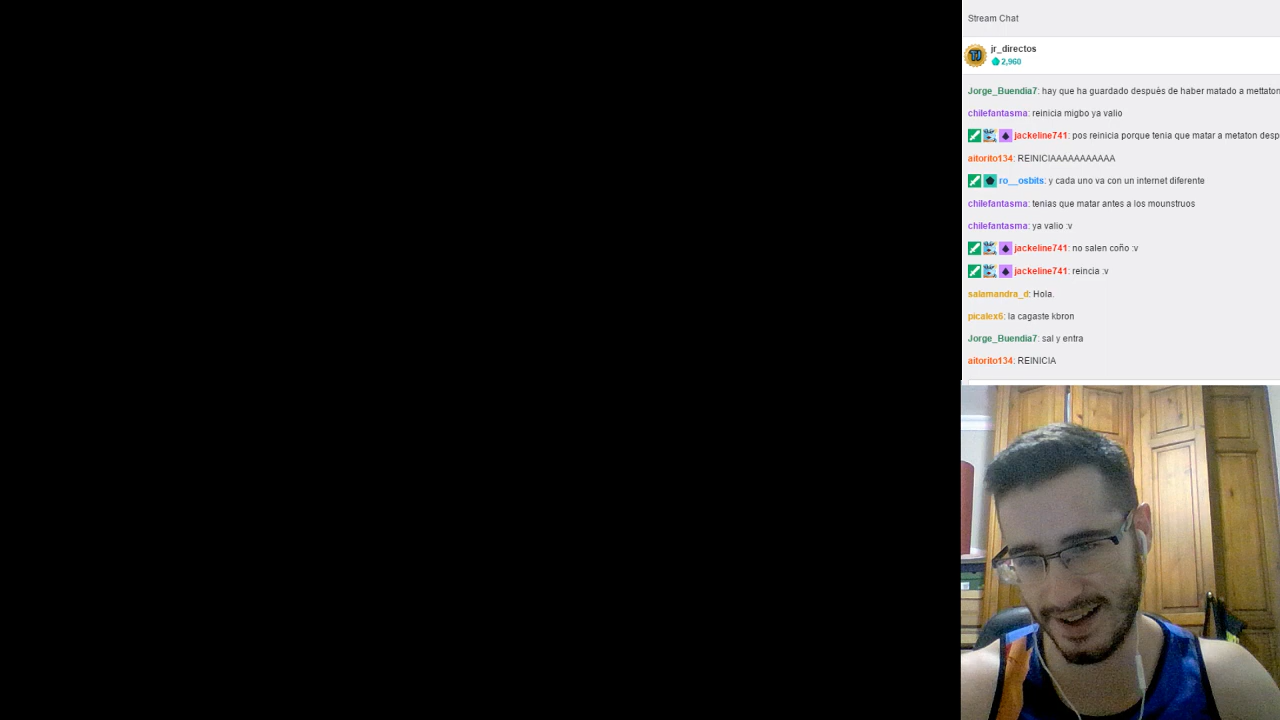 Stream Chat
jr_directos
2,960
Jorge_Buendia7: hay que ha guardado despuès de haber matado a mettaton
chilefantasma: reinicia migbo ya valio
jackeline741: pos reinicia porque tenia que matar a metaton desp
aitorito134: REINICIAAAAAAAAAAA
ro__osbits: y cada uno va con un internet diferente
chilefantasma: tenias que matar antes a los mounstruos
chilefantasma: ya valio :v
jackeline741: no salen coño :v
jackeline741: reincia :v
salamandra_d: Hola.
picalex6: la cagaste kbron
Jorge_Buendia7: sal y entra
aitorito134: REINICIA